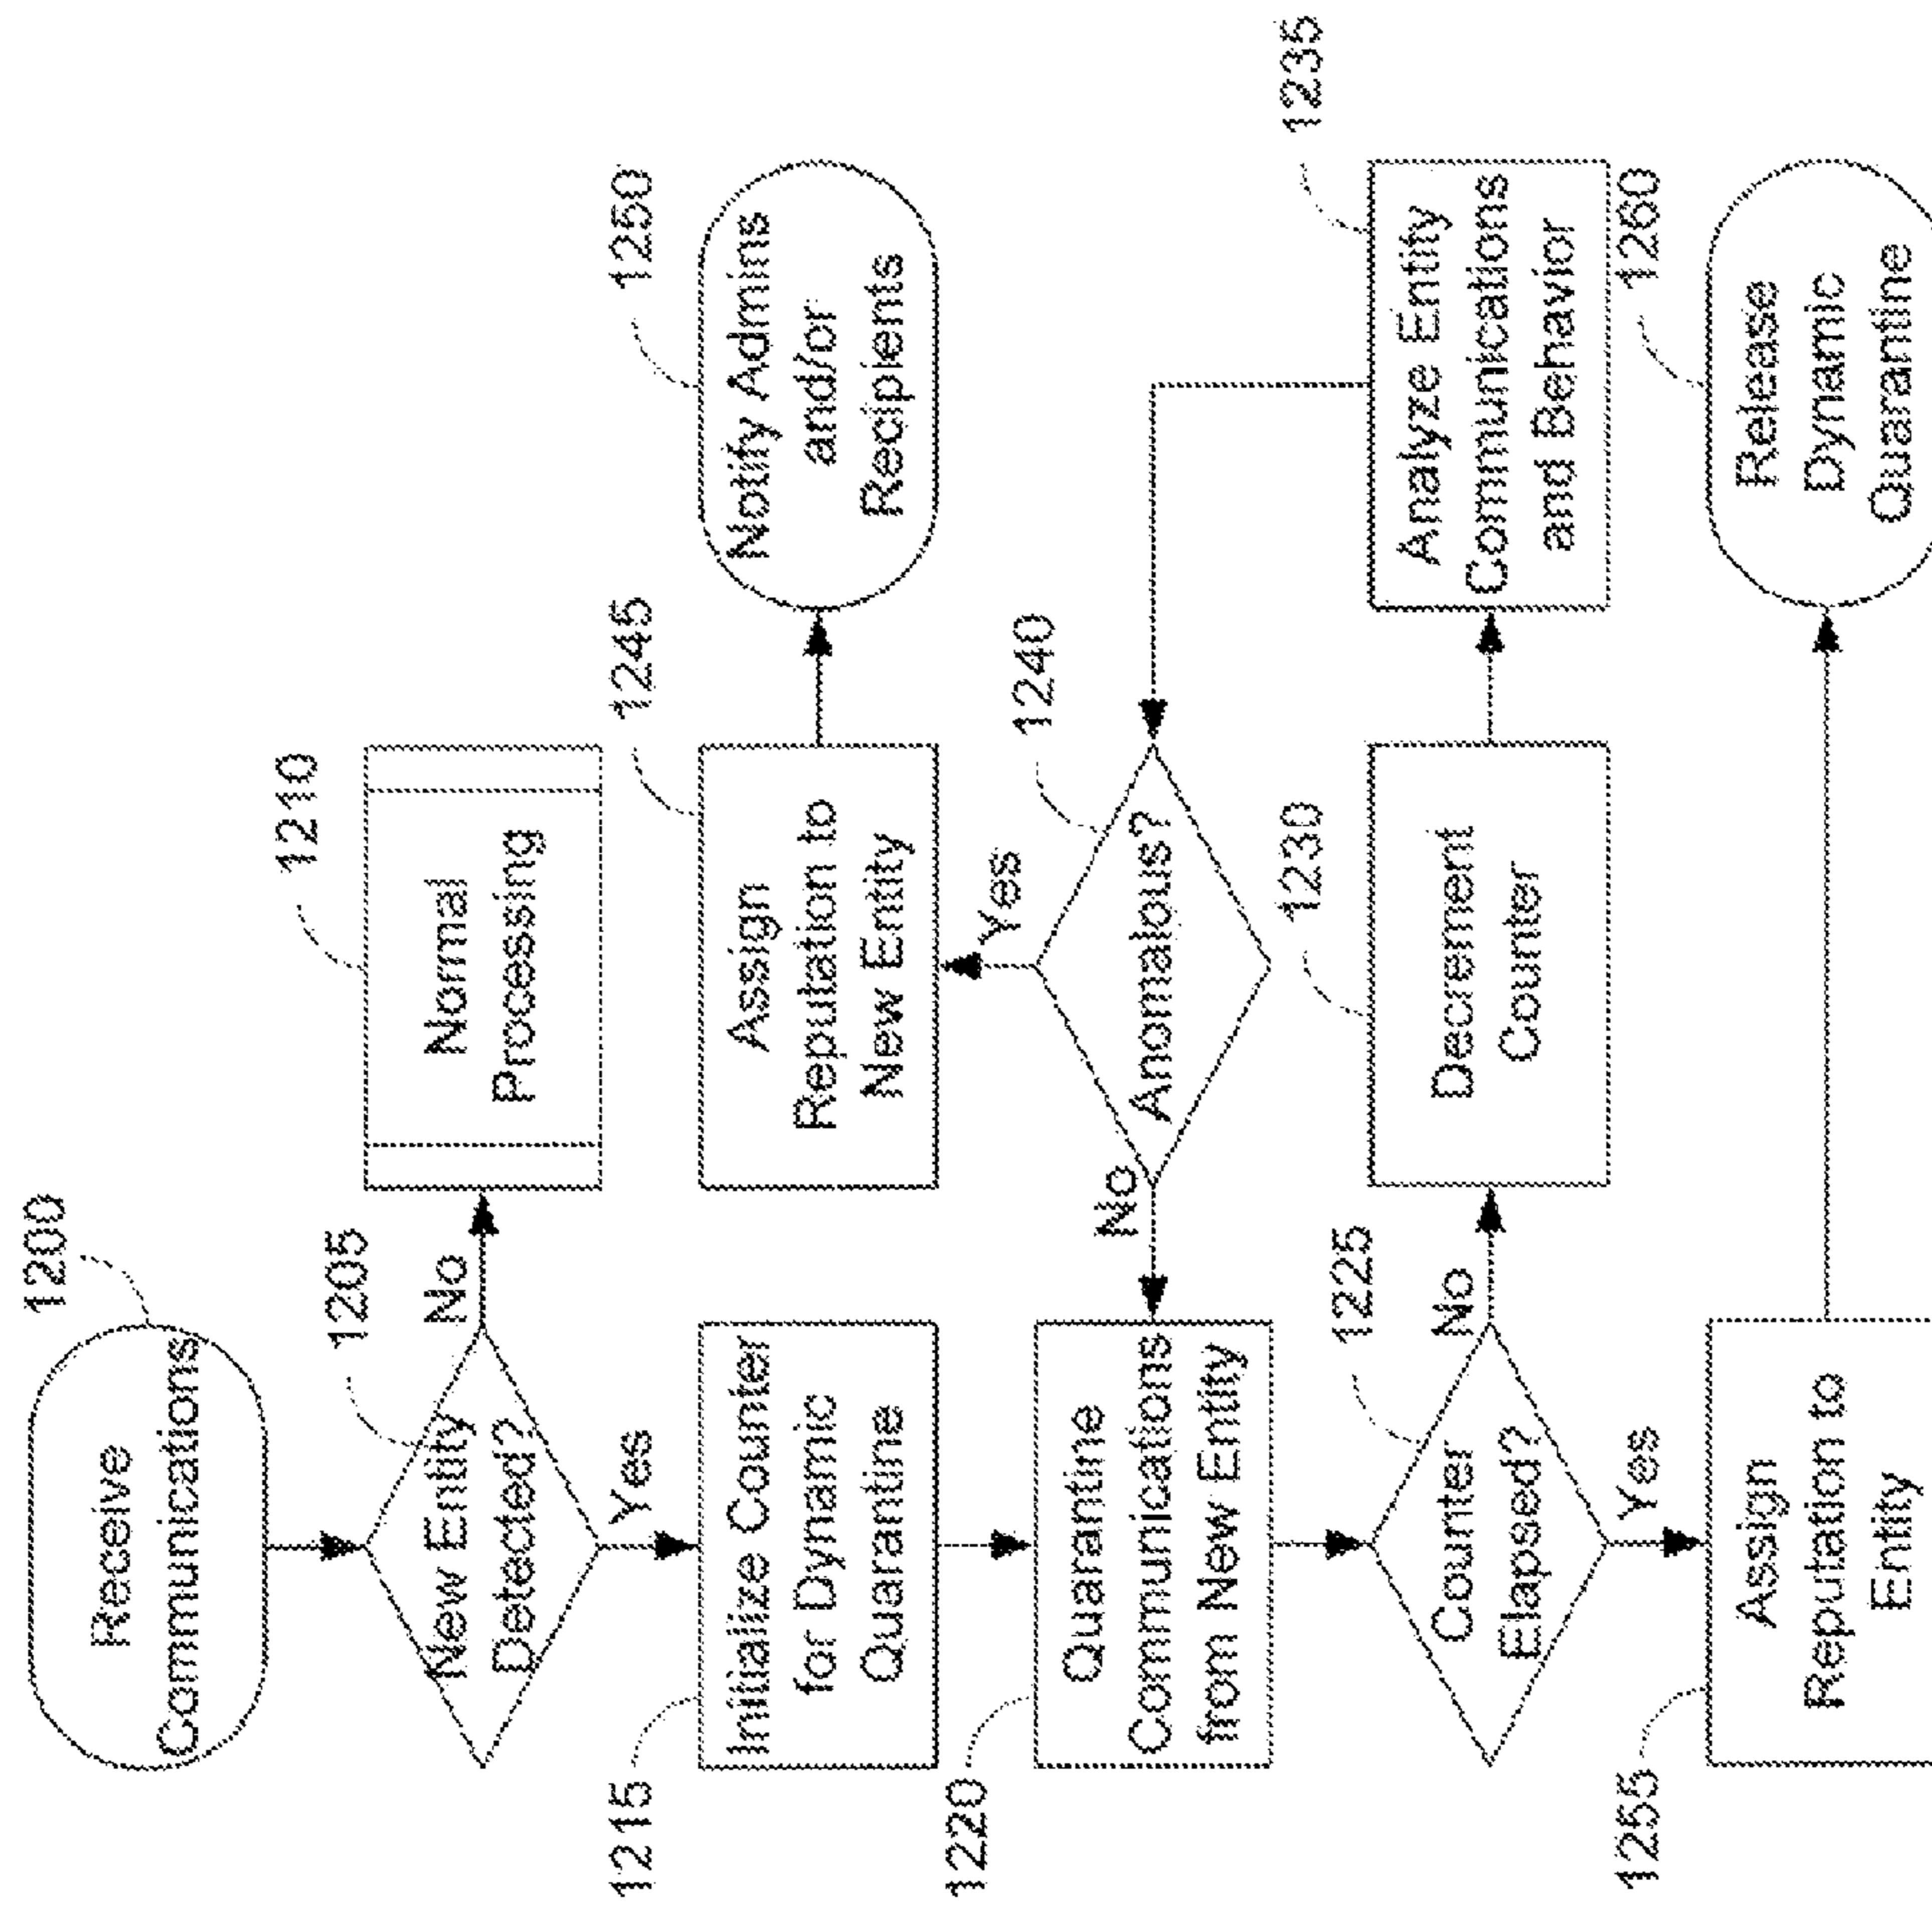 1200
Receive
Communications
1205
New Entity
Detected?
No
Yes
1210
Normal
Processing
1215
Initialize Counter
for Dynamic
Quarantine
1245
Assign
Reputation to
New Entity
1250
Notify Admins
and/or
Recipients
1220
Quarantine
Communications
from New Entity
No
Yes
1240
Anomalous?
1225
Counter
Elapsed?
No
Yes
1230
Decrement
Counter
1235
Analyze Entity
Communications
and Behavior
1255
Assign
Reputation to
Entity
1260
Release
Dynamic
Quarantine